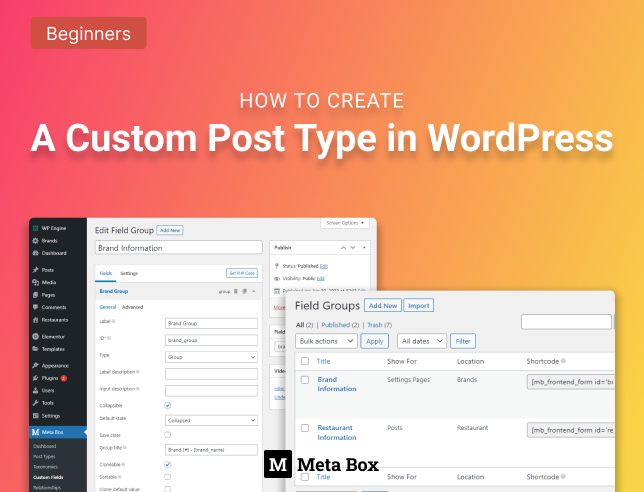 Beginners
HOW TO CREATE
A Custom Post Type in WordPress
WP Engine
Brands
Dashboard
Posts
Media
Pages
Comments
Restaurants
Elementor
Templates
Appearance
Plugins
Users
Tools
Settings
Meta Box
Dashboard
Post Types
Taxonomies
Custom Fields
Relationships
Screen Options
Edit Field Group Add New
Brand Information
Fields Settings Get PHP Code
Brand Group group
General | Advanced
Label Brand Group
ID* brand_group
Type Group
Label description
Input description
Collapsible
Default state Collapsed
Save state
Group title Brand {#} - {brand_name}
Cloneable
Sortable
Clone default value
Publish
Status: Published Edit
Visibility: Public Edit
Field Groups Add New Import
All (2) | Published (2) | Trash (7)
Bulk actions Apply All dates Filter
Title Show For Location Shortcode
Brand Information Settings Pages Brands [mb_frontend_form id='
Restaurant Information Posts Restaurant [mb_frontend_form id='
Title Show For Location Shortcode
M Meta Box